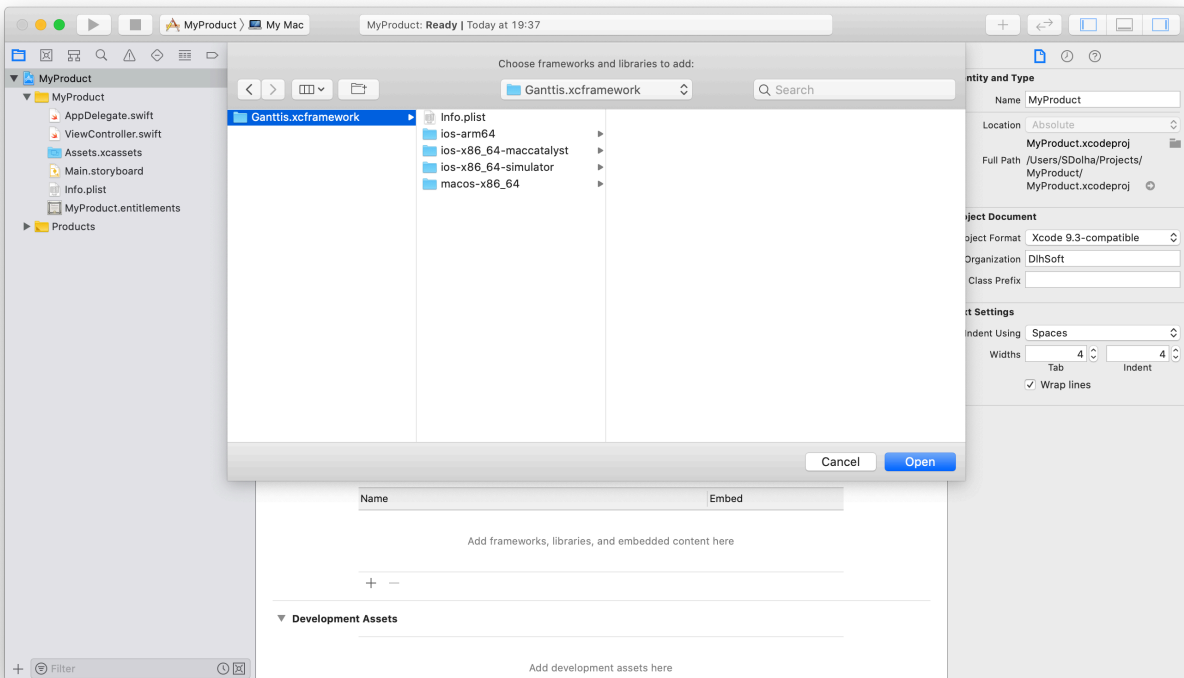 MyProduct 〉 My Mac
MyProduct: Ready | Today at 19:37
MyProduct
MyProduct
AppDelegate.swift
ViewController.swift
Assets.xcassets
Main.storyboard
Info.plist
MyProduct.entitlements
Products
Filter
Choose frameworks and libraries to add:
Ganttis.xcframework
Search
Ganttis.xcframework
Info.plist
ios-arm64
ios-x86_64-maccatalyst
ios-x86_64-simulator
macos-x86_64
Cancel
Open
Name Embed
Add frameworks, libraries, and embedded content here
Development Assets
Add development assets here
ntity and Type
Name MyProduct
Location Absolute
MyProduct.xcodeproj
Full Path /Users/SDolha/Projects/
MyProduct/
MyProduct.xcodeproj
ject Document
oject Format Xcode 9.3-compatible
Organization DlhSoft
Class Prefix
xt Settings
Indent Using Spaces
Widths 4 4
Tab Indent
Wrap lines